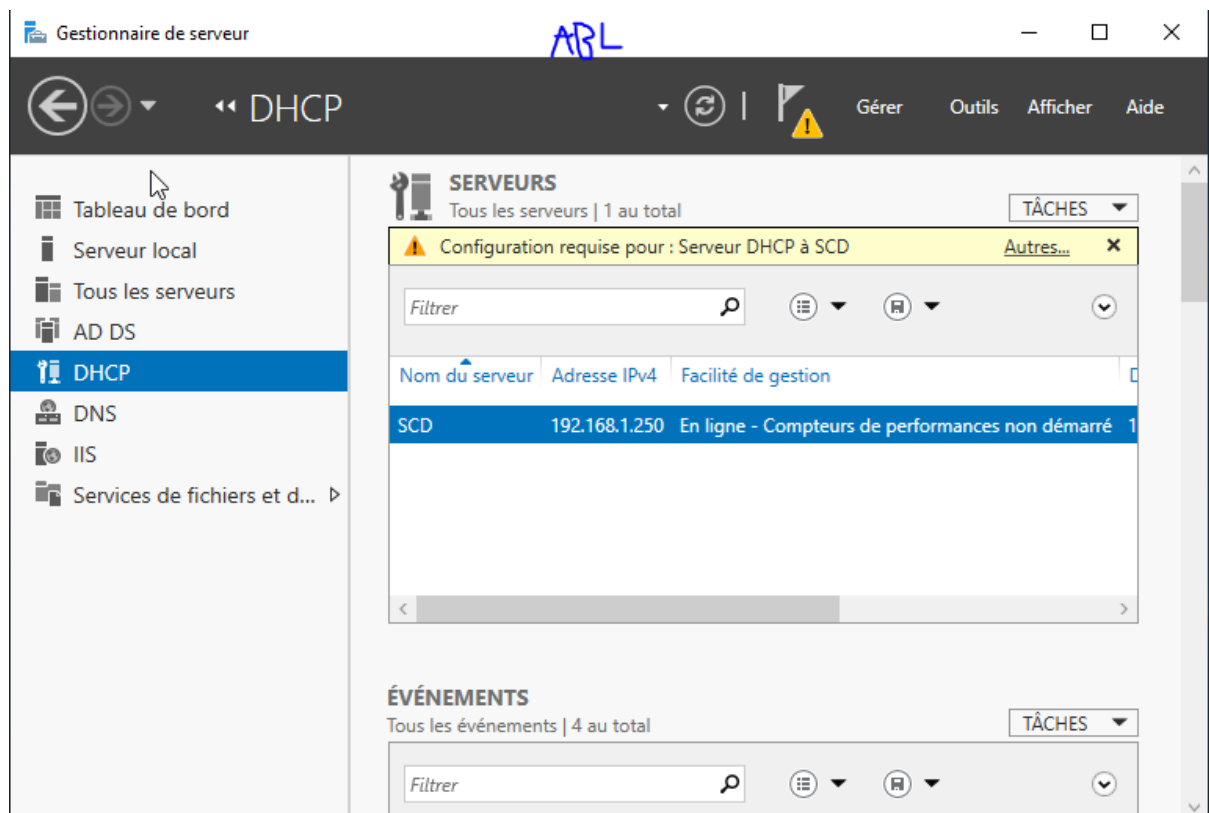 Gestionnaire de serveur
ABL
DHCP
Gérer Outils Afficher Aide
Tableau de bord
Serveur local
Tous les serveurs
AD DS
DHCP
DNS
IIS
Services de fichiers et d...
SERVEURS
Tous les serveurs | 1 au total
TÂCHES
Configuration requise pour : Serveur DHCP à SCD Autres...
Filtrer
Nom du serveur Adresse IPv4 Facilité de gestion
SCD 192.168.1.250 En ligne - Compteurs de performances non démarré 1
ÉVÉNEMENTS
Tous les événements | 4 au total
TÂCHES
Filtrer